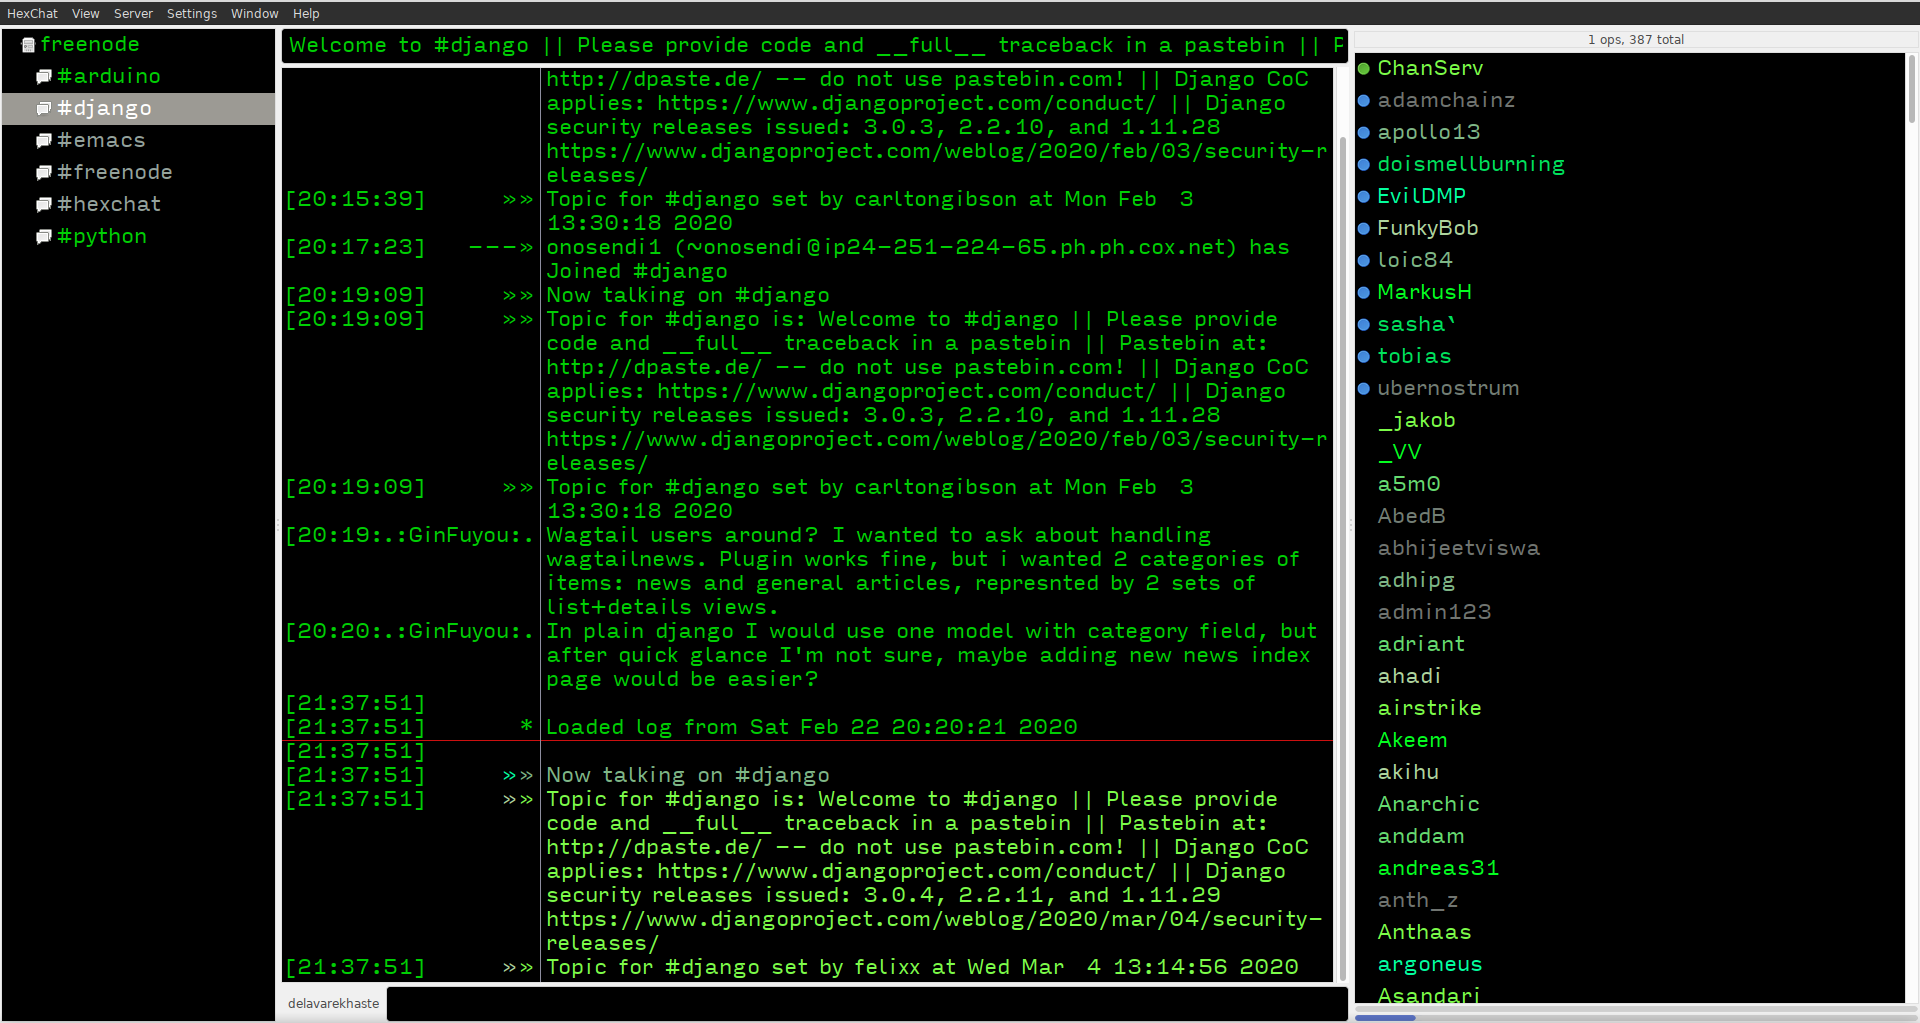 HexChat View Server Settings Window Help
freenode
#arduino
#django
#emacs
#freenode
#hexchat
#python
Welcome to #django || Please provide code and __full__ traceback in a pastebin || P
http://dpaste.de/ -- do not use pastebin.com! || Django CoC
applies: https://www.djangoproject.com/conduct/ || Django
security releases issued: 3.0.3, 2.2.10, and 1.11.28
https://www.djangoproject.com/weblog/2020/feb/03/security-r
eleases/
[20:15:39] »» Topic for #django set by carltongibson at Mon Feb  3
13:30:18 2020
[20:17:23] ---» onosendi1 (~onosendi@ip24-251-224-65.ph.ph.cox.net) has
Joined #django
[20:19:09] »» Now talking on #django
[20:19:09] »» Topic for #django is: Welcome to #django || Please provide
code and __full__ traceback in a pastebin || Pastebin at:
http://dpaste.de/ -- do not use pastebin.com! || Django CoC
applies: https://www.djangoproject.com/conduct/ || Django
security releases issued: 3.0.3, 2.2.10, and 1.11.28
https://www.djangoproject.com/weblog/2020/feb/03/security-r
eleases/
[20:19:09] »» Topic for #django set by carltongibson at Mon Feb  3
13:30:18 2020
[20:19:.:GinFuyou:. Wagtail users around? I wanted to ask about handling
wagtailnews. Plugin works fine, but i wanted 2 categories of
items: news and general articles, represnted by 2 sets of
list+details views.
[20:20:.:GinFuyou:. In plain django I would use one model with category field, but
after quick glance I'm not sure, maybe adding new news index
page would be easier?
[21:37:51]
[21:37:51] * Loaded log from Sat Feb 22 20:20:21 2020
[21:37:51]
[21:37:51] »» Now talking on #django
[21:37:51] »» Topic for #django is: Welcome to #django || Please provide
code and __full__ traceback in a pastebin || Pastebin at:
http://dpaste.de/ -- do not use pastebin.com! || Django CoC
applies: https://www.djangoproject.com/conduct/ || Django
security releases issued: 3.0.4, 2.2.11, and 1.11.29
https://www.djangoproject.com/weblog/2020/mar/04/security-
releases/
[21:37:51] »» Topic for #django set by felixx at Wed Mar  4 13:14:56 2020
delavarekhaste
1 ops, 387 total
ChanServ
adamchainz
apollo13
doismellburning
EvilDMP
FunkyBob
loic84
MarkusH
sasha`
tobias
ubernostrum
_jakob
_VV
a5m0
AbedB
abhijeetviswa
adhipg
admin123
adriant
ahadi
airstrike
Akeem
akihu
Anarchic
anddam
andreas31
anth_z
Anthaas
argoneus
Asandari